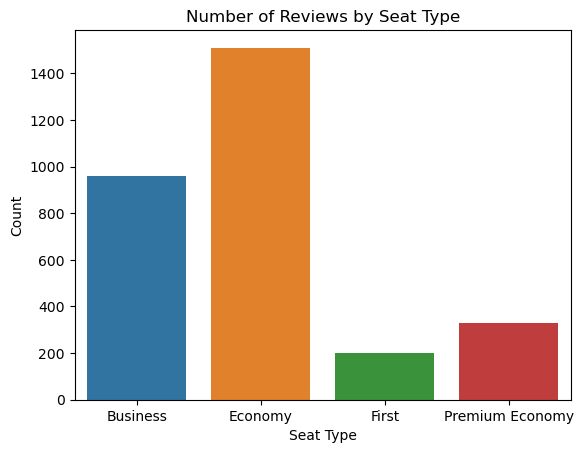 Number of Reviews by Seat Type
1400
1200
1000
800
600
400
200
0
Count
Business Economy First Premium Economy
Seat Type